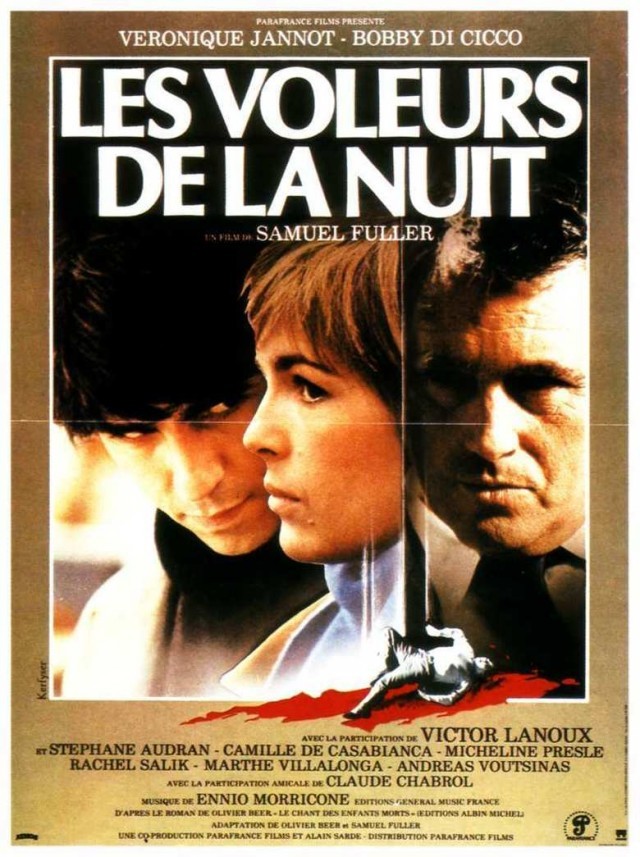 PARAFRANCE FILMS PRESENTE
VERONIQUE JANNOT - BOBBY DI CICCO
LES VOLEURS
DE LA NUIT
UN FILM DE SAMUEL FULLER
Kerfyser
AVEC LA PARTICIPATION DE VICTOR LANOUX
ET STEPHANE AUDRAN - CAMILLE DE CASABIANCA - MICHELINE PRESLE
RACHEL SALIK - MARTHE VILLALONGA - ANDREAS VOUTSINAS
AVEC LA PARTICIPATION AMICALE DE CLAUDE CHABROL
MUSIQUE DE ENNIO MORRICONE EDITIONS GENERAL MUSIC FRANCE
D'APRES LE ROMAN DE OLIVIER BEER - « LE CHANT DES ENFANTS MORTS » (EDITIONS ALBIN MICHEL)
ADAPTATION DE OLIVIER BEER ET SAMUEL FULLER
UNE CO-PRODUCTION PARAFRANCE FILMS ET ALAIN SARDE - DISTRIBUTION PARAFRANCE FILMS
PARAFRANCE